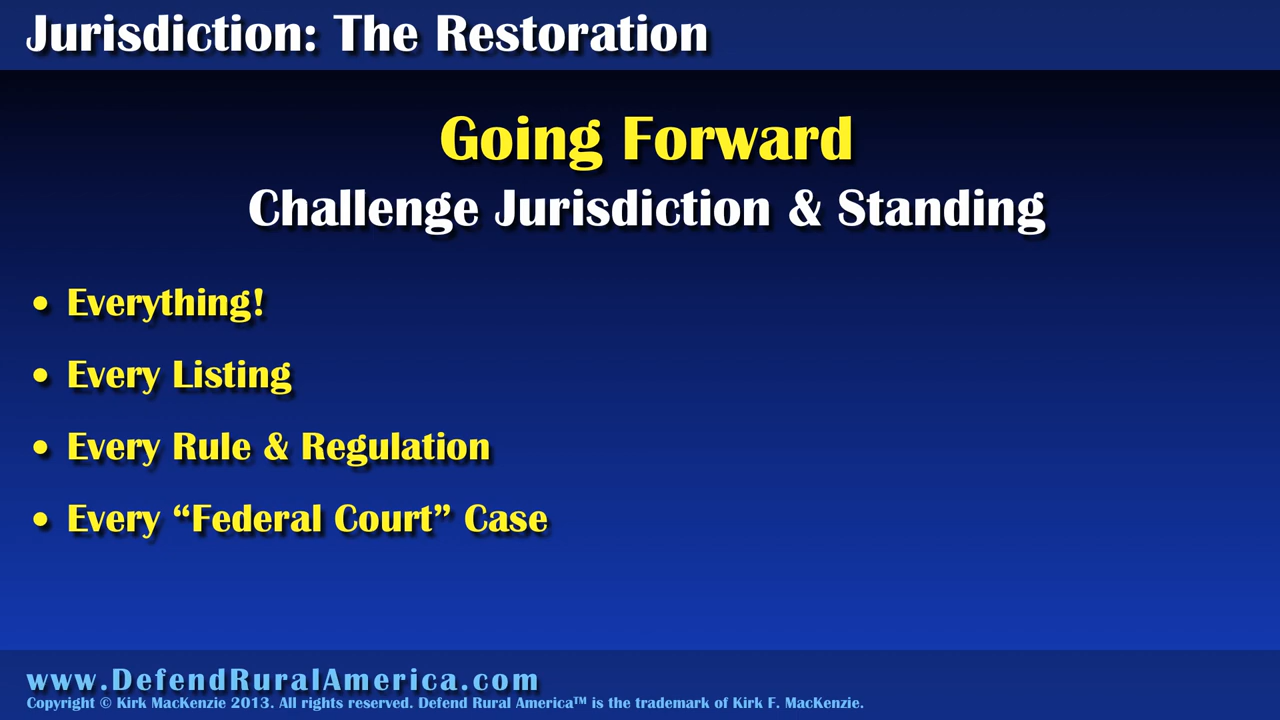 Jurisdiction: The Restoration
Going Forward
Challenge Jurisdiction & Standing
• Everything!
• Every Listing
• Every Rule & Regulation
• Every “Federal Court” Case
www.DefendRuralAmerica.com
Copyright © Kirk MacKenzie 2013. All rights reserved. Defend Rural America™ is the trademark of Kirk F. MacKenzie.